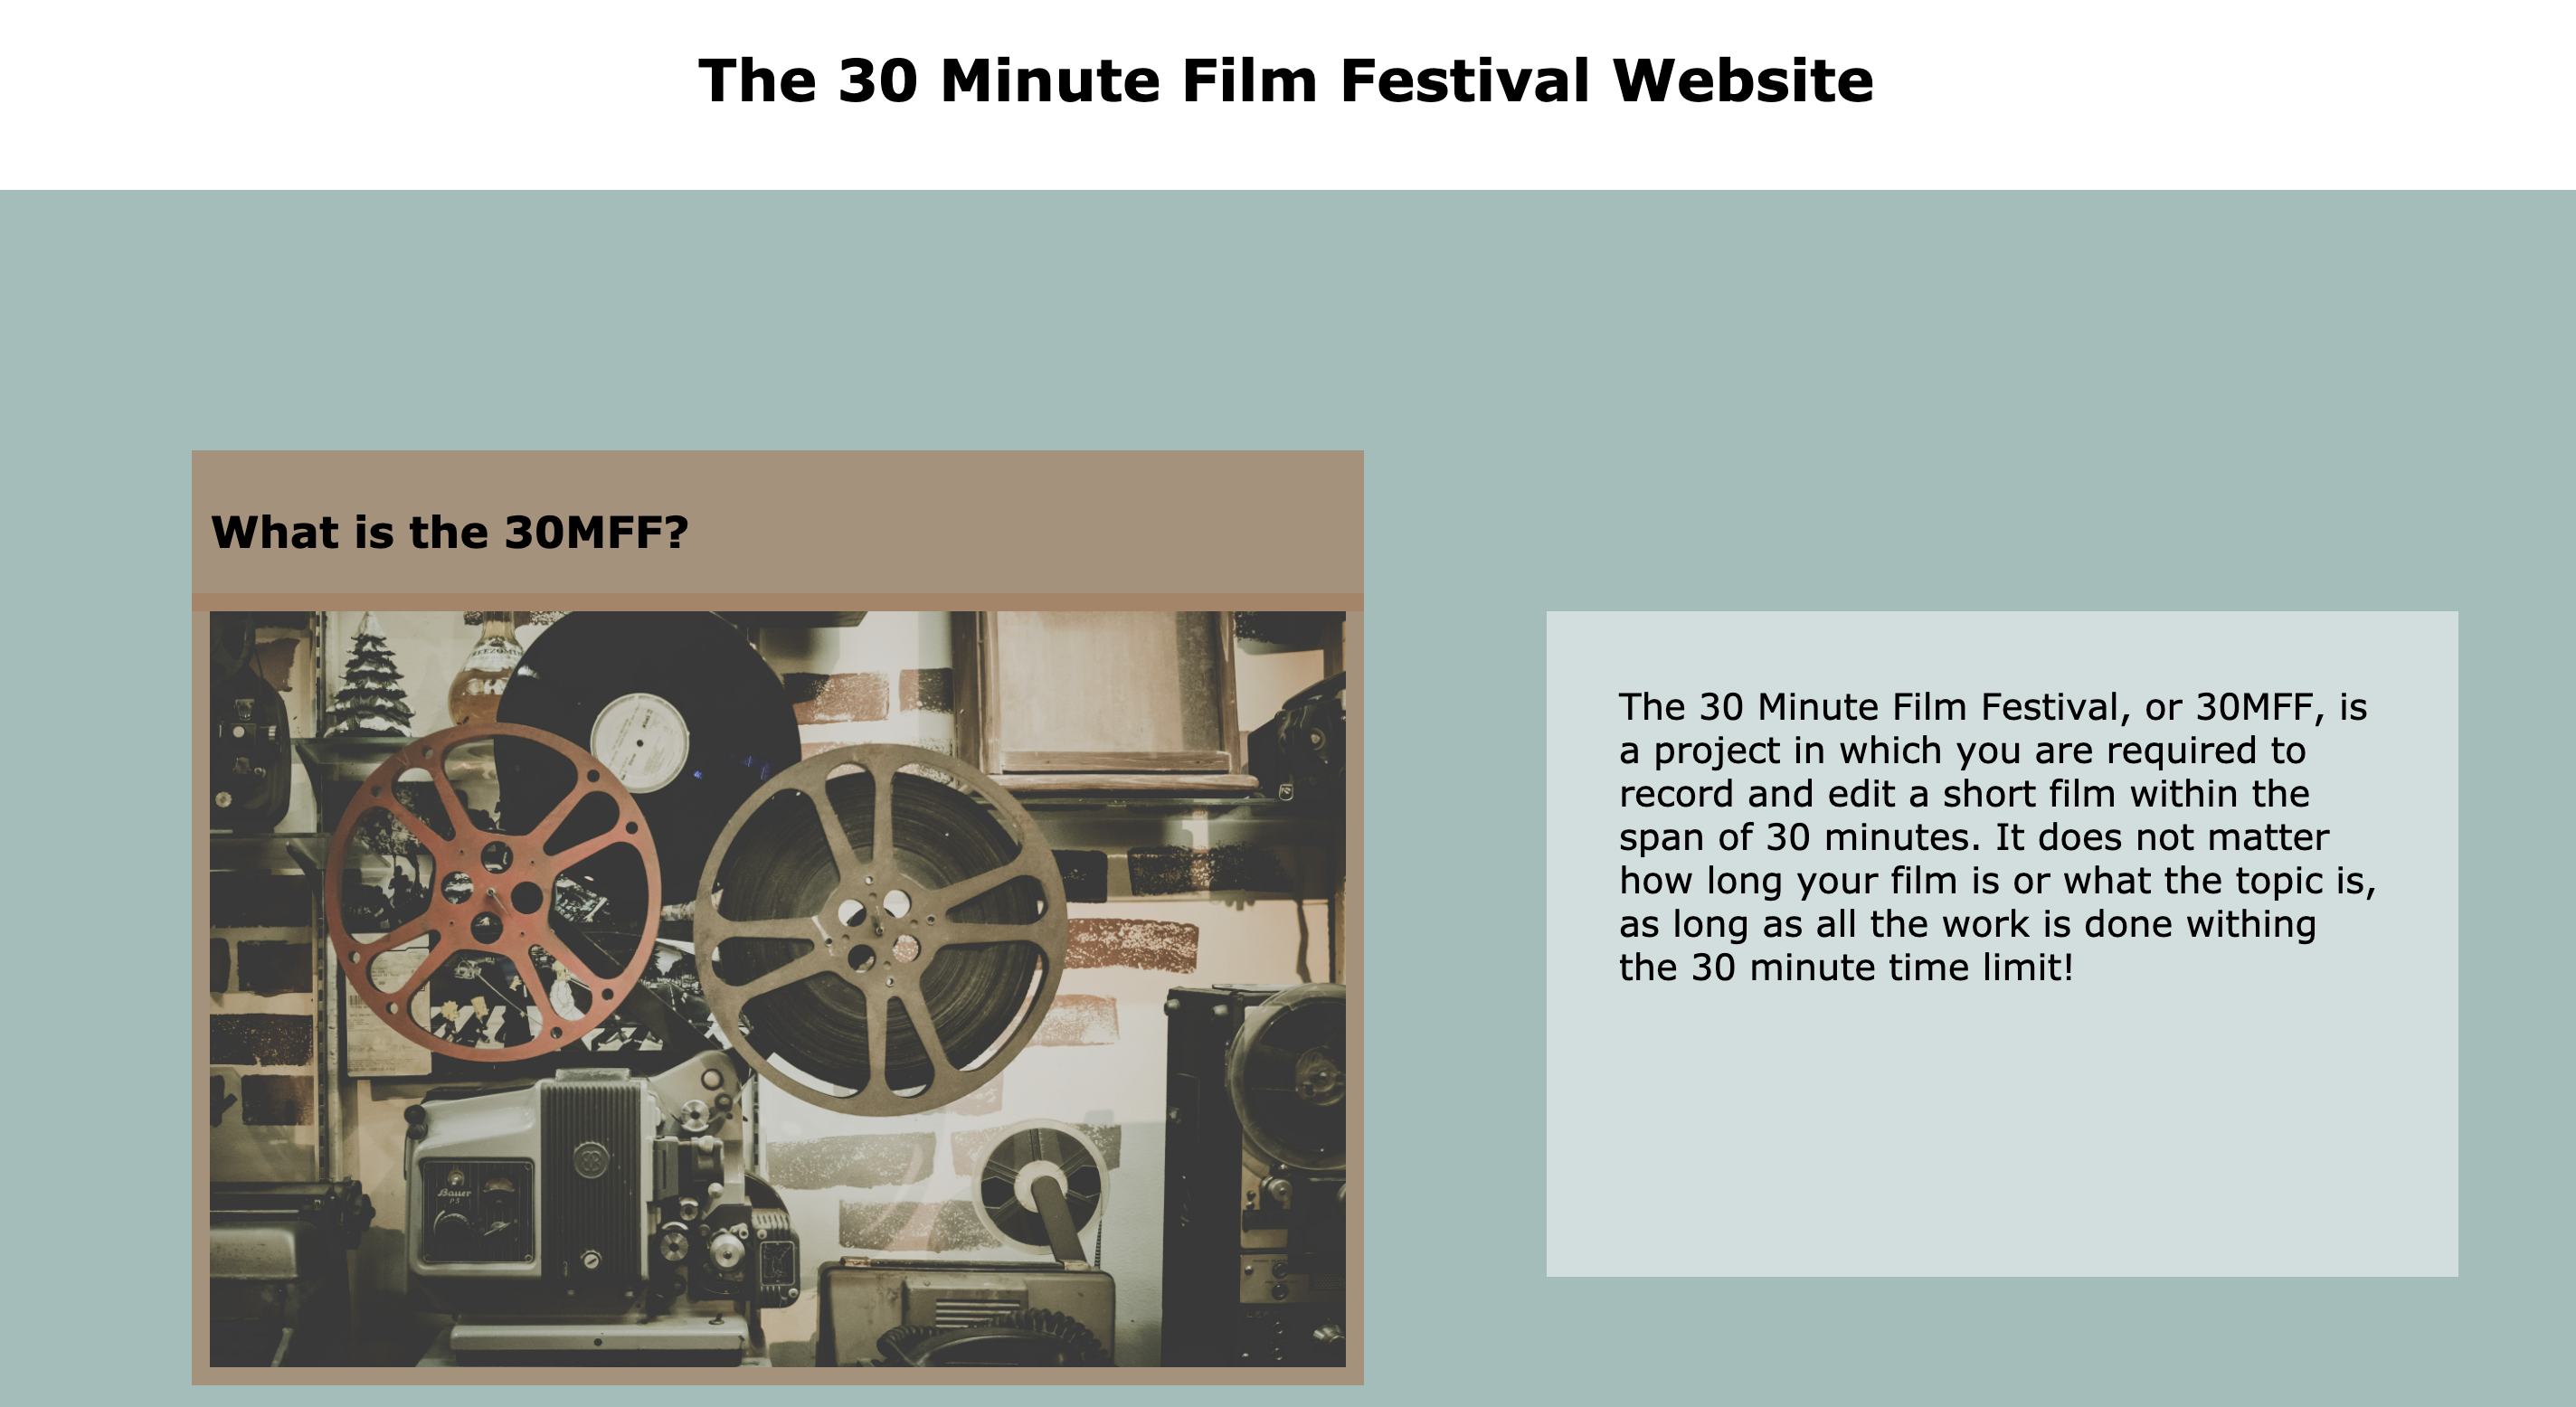 The 30 Minute Film Festival Website
What is the 30MFF?
The 30 Minute Film Festival, or 30MFF, is
a project in which you are required to
record and edit a short film within the
span of 30 minutes. It does not matter
how long your film is or what the topic is,
as long as all the work is done withing
the 30 minute time limit!
Bauer